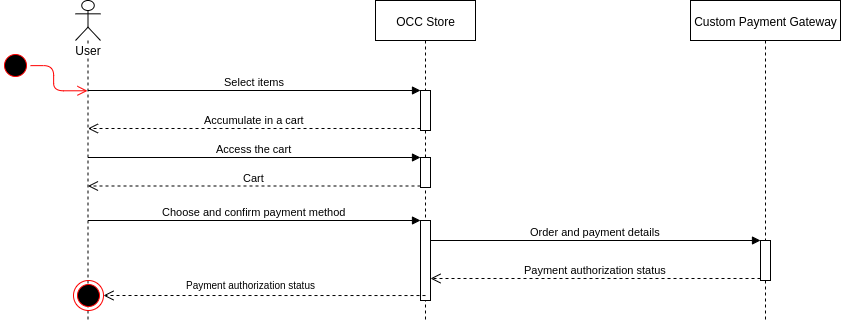 User
OCC Store
Custom Payment Gateway
Select items
Accumulate in a cart
Access the cart
Cart
Choose and confirm payment method
Order and payment details
Payment authorization status
Payment authorization status